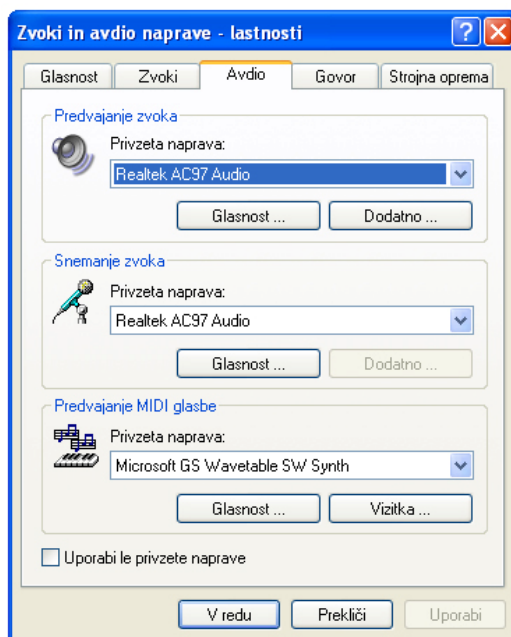 Zvoki in avdio naprave - lastnosti
Glasnost Zvoki Avdio Govor Strojna oprema
Predvajanje zvoka
Privzeta naprava:
Realtek AC97 Audio
Glasnost ... Dodatno ...
Snemanje zvoka
Privzeta naprava:
Realtek AC97 Audio
Glasnost ... Dodatno ...
Predvajanje MIDI glasbe
Privzeta naprava:
Microsoft GS Wavetable SW Synth
Glasnost ... Vizitka ...
Uporabi le privzete naprave
V redu Prekliči Uporabi